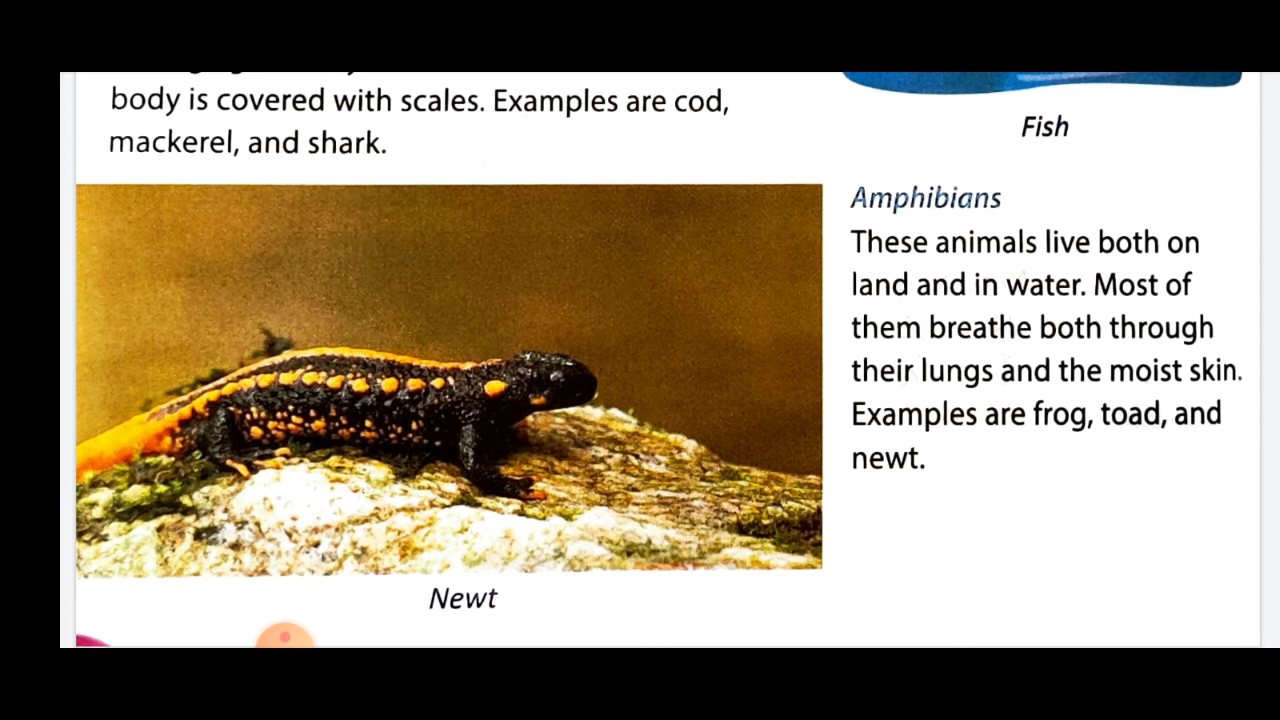 body is covered with scales. Examples are cod,
mackerel, and shark.
Fish
Amphibians
These animals live both on
land and in water. Most of
them breathe both through
their lungs and the moist skin.
Examples are frog, toad, and
newt.
Newt